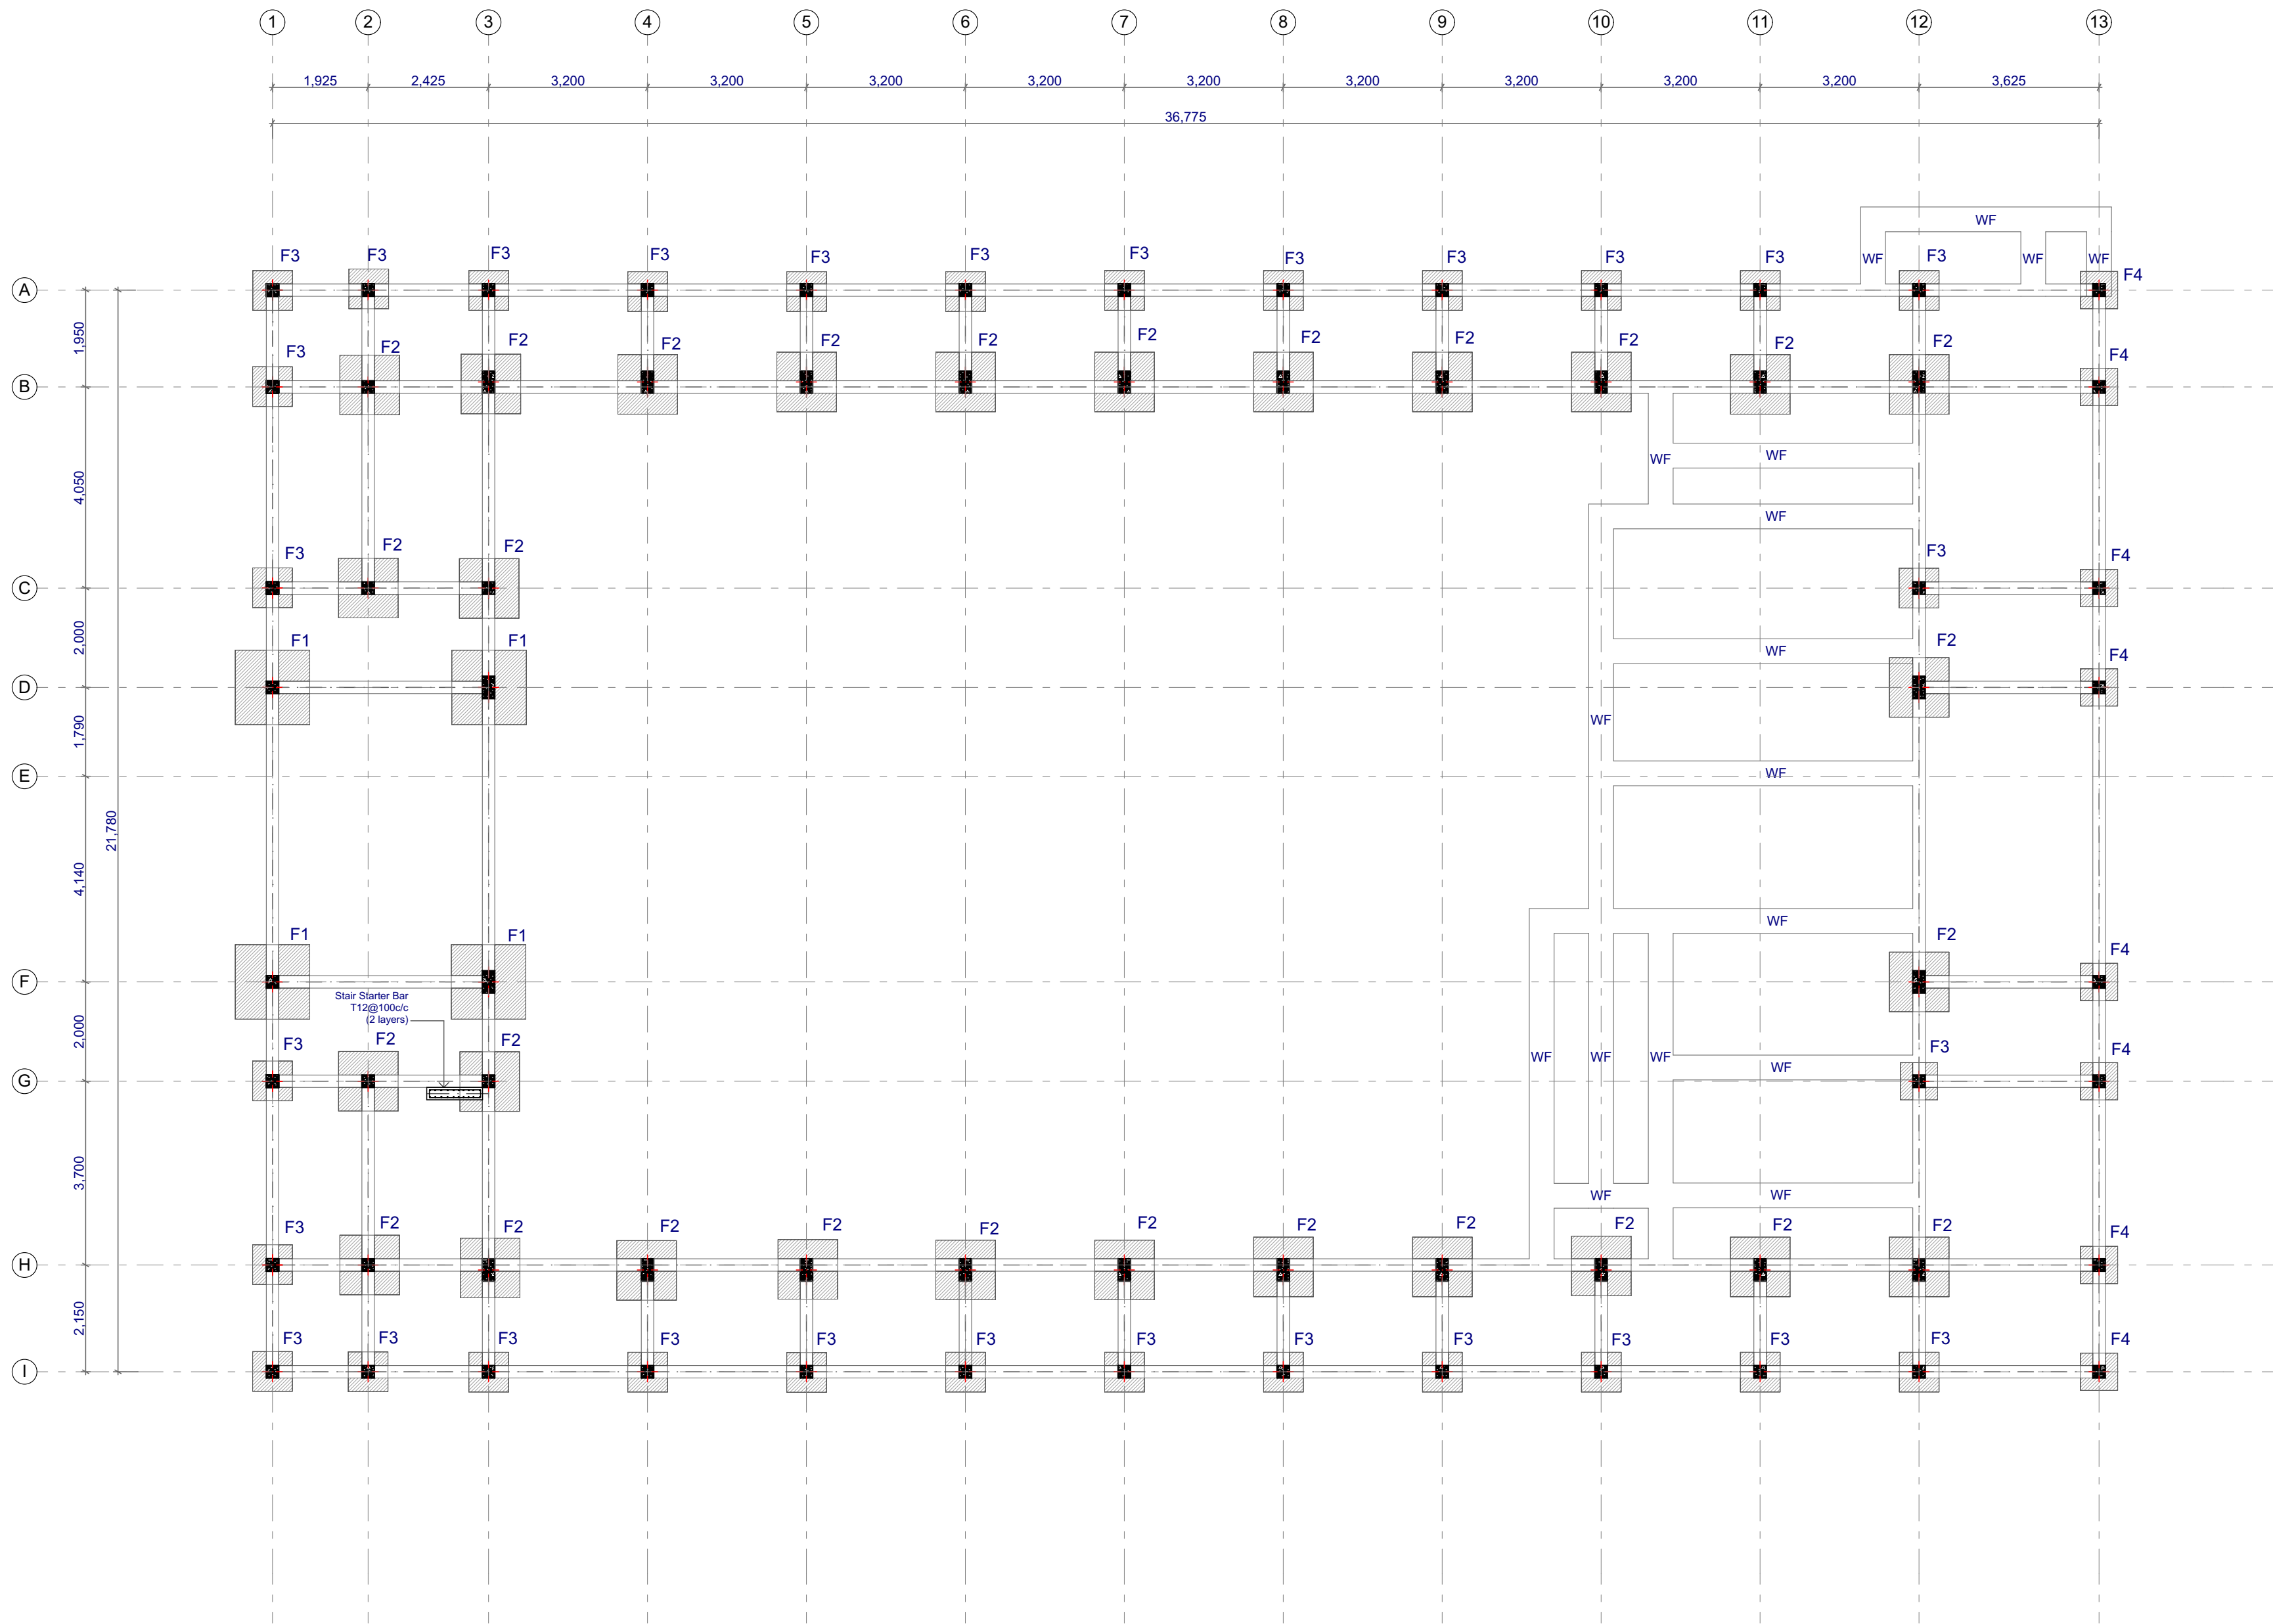 1 2 3 4 5 6 7 8 9 10 11 12 13
1,925 2,425 3,200 3,200 3,200 3,200 3,200 3,200 3,200 3,200 3,200 3,625
36,775
WF
F3 F3 F3 F3 F3 F3 F3 F3 F3 F3 F3 WF F3 WF WF F4
A
1,950
F3 F2 F2 F2 F2 F2 F2 F2 F2 F2 F2 F2 F4
B
WF WF
4,050
WF
F3 F2 F2 F3 F4
C
2,000
F1 F1 WF F2 F4
D
1,790
WF
E
WF
21,780
4,140
WF
F1 F1 F2 F4
F
Stair Starter Bar
T12@100c/c
(2 layers)
2,000
F3 F2 F2 F3 F4
WF WF WF WF
G
3,700
WF WF
F3 F2 F2 F2 F2 F2 F2 F2 F2 F2 F2 F2 F4
H
2,150
F3 F3 F3 F3 F3 F3 F3 F3 F3 F3 F3 F3 F4
I